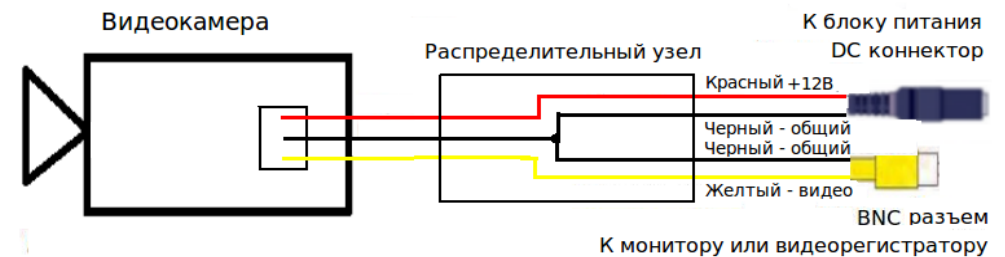 Видеокамера
К блоку питания
DC коннектор
Распределительный узел
Красный +12В
Черный - общий
Черный - общий
Желтый - видео
BNC разъем
К монитору или видеорегистратору